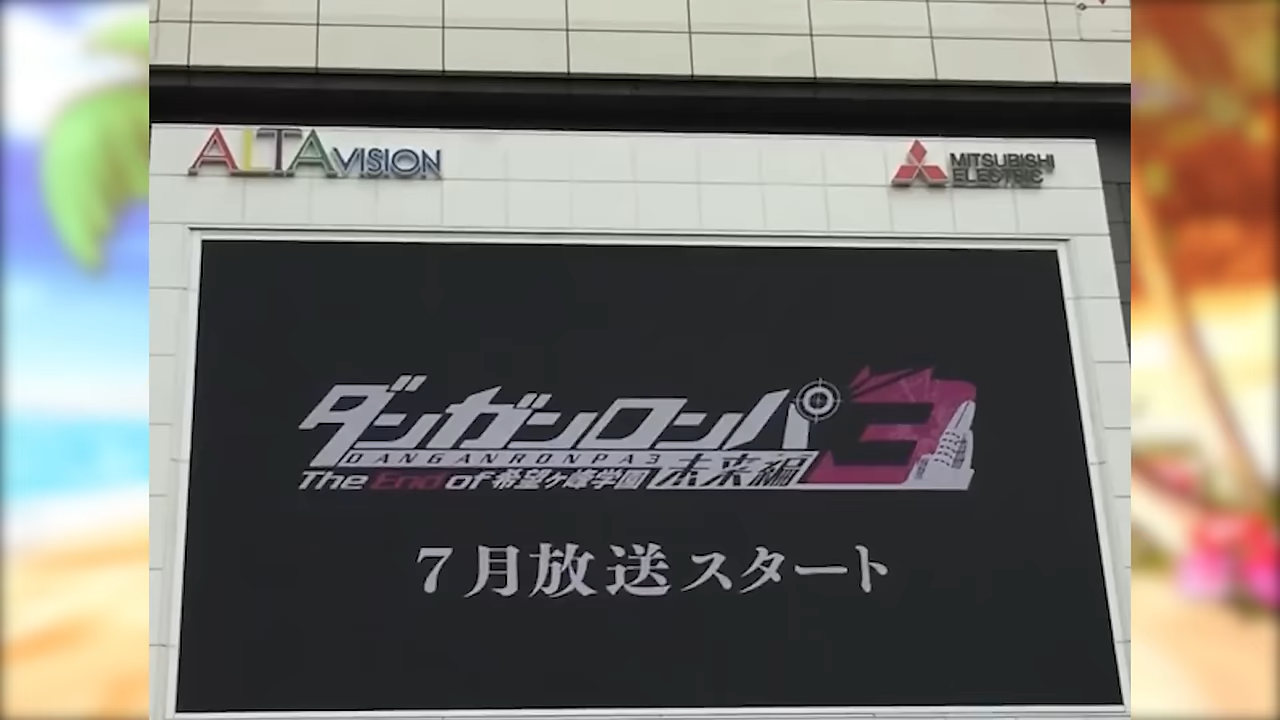 ALTAVISION
MITSUBISHI
ELECTRIC
ダンガンロンパ3
DANGANRONPA3
The End of 希望ヶ峰学園 未来編
7月放送スタート